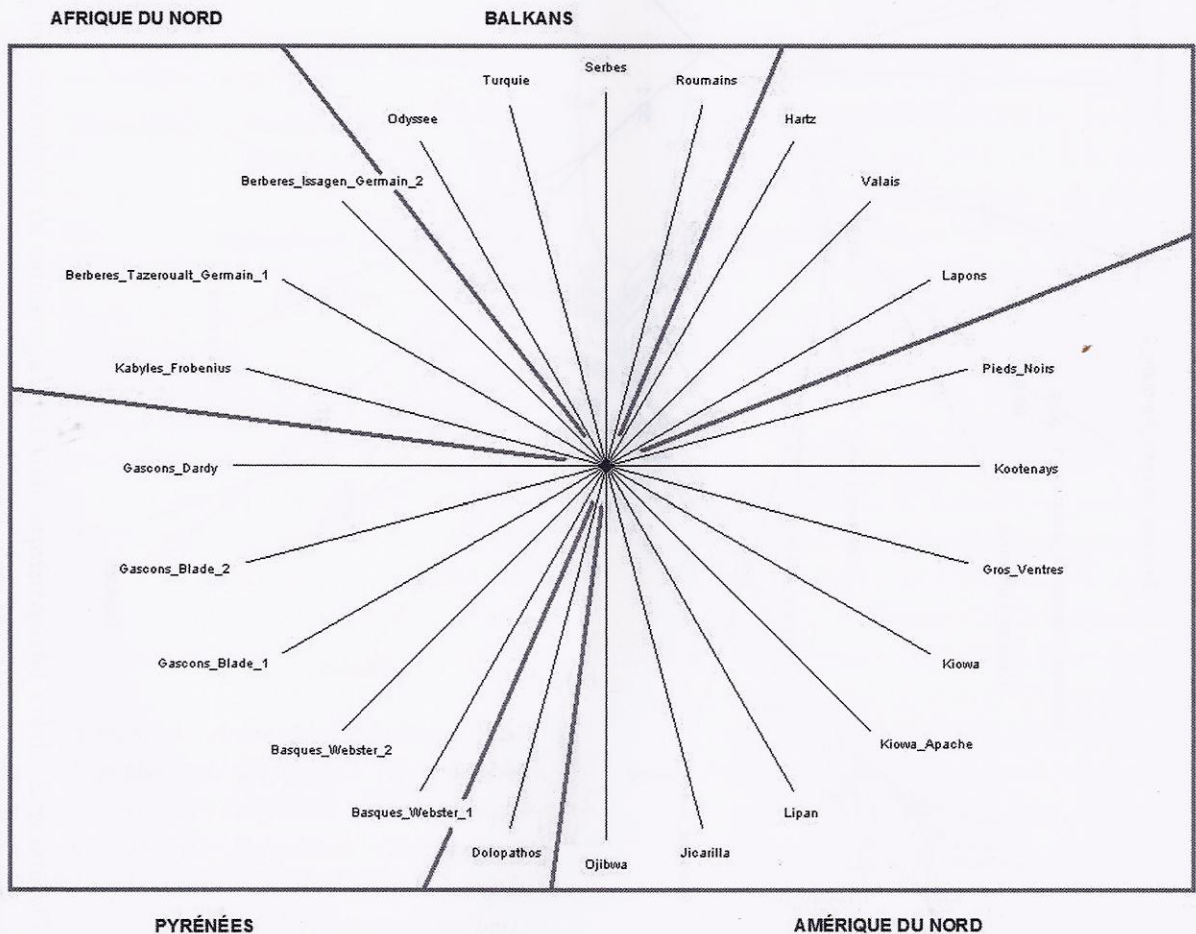 AFRIQUE DU NORD
BALKANS
Serbes
Turquie
Roumains
Odyssee
Hartz
Berberes_Issagen_Germain_2
Valais
Berberes_Tazeroualt_Germain_1
Lapons
Kabyles_Frobenius
Pieds_Noirs
Gascons_Dardy
Kootenays
Gascons_Blade_2
Gros_Ventres
Gascons_Blade_1
Kiowa
Basques_Webster_2
Kiowa_Apache
Basques_Webster_1
Lipan
Dolopathos
Jicarilla
Ojibwa
PYRÉNÉES
AMÉRIQUE DU NORD